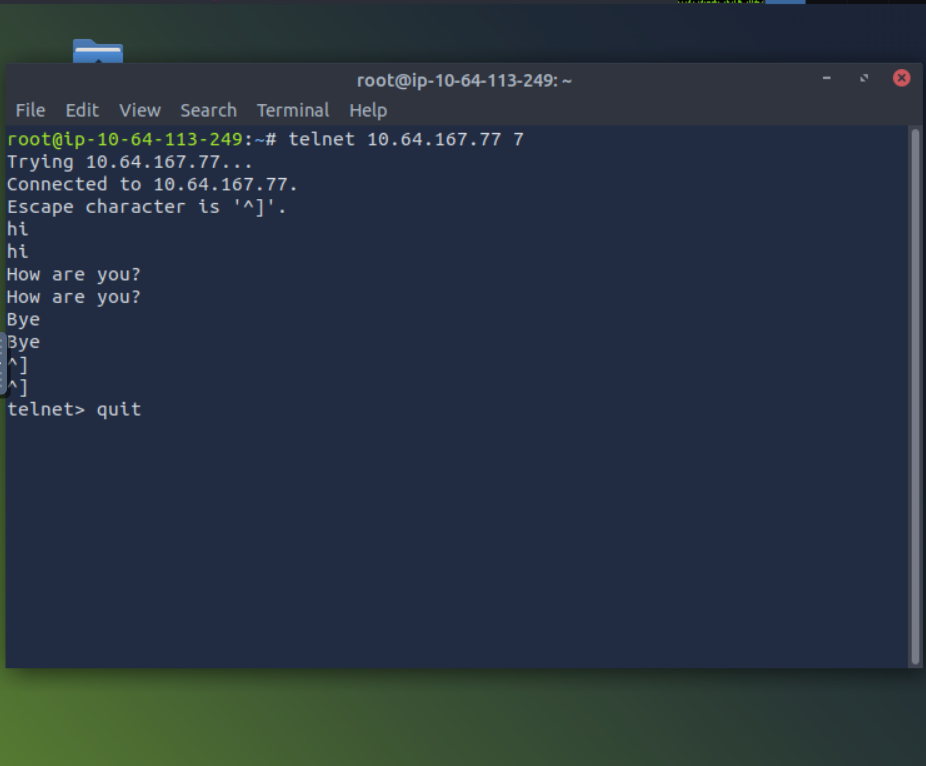 root@ip-10-64-113-249: ~
File Edit View Search Terminal Help
root@ip-10-64-113-249:~# telnet 10.64.167.77 7
Trying 10.64.167.77...
Connected to 10.64.167.77.
Escape character is '^]'.
hi
hi
How are you?
How are you?
Bye
Bye
^]
^]
telnet> quit